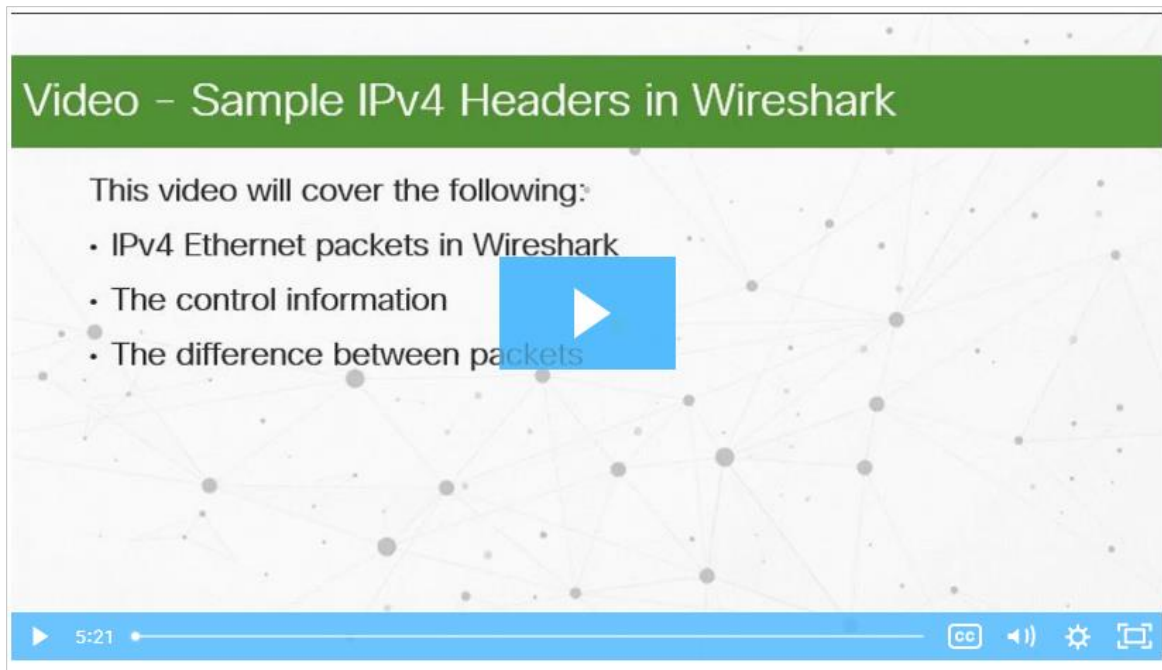 Video – Sample IPv4 Headers in Wireshark
This video will cover the following:
• IPv4 Ethernet packets in Wireshark
• The control information
• The difference between packets
5:21
CC